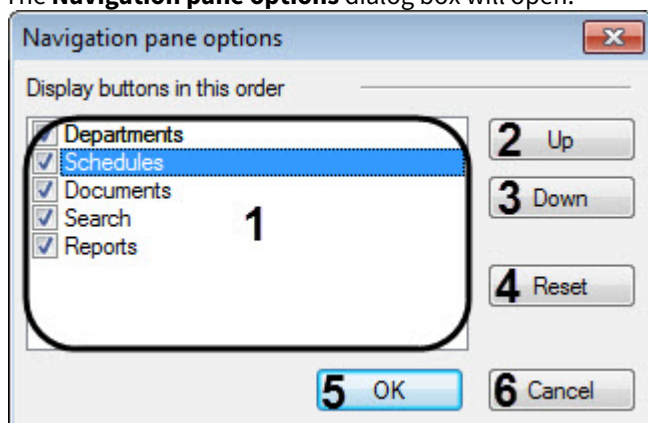 The Navigation pane options dialog box will open.
Navigation pane options
Display buttons in this order
Departments
Schedules
Documents
Search
Reports
1
2 Up
3 Down
4 Reset
5 OK
6 Cancel